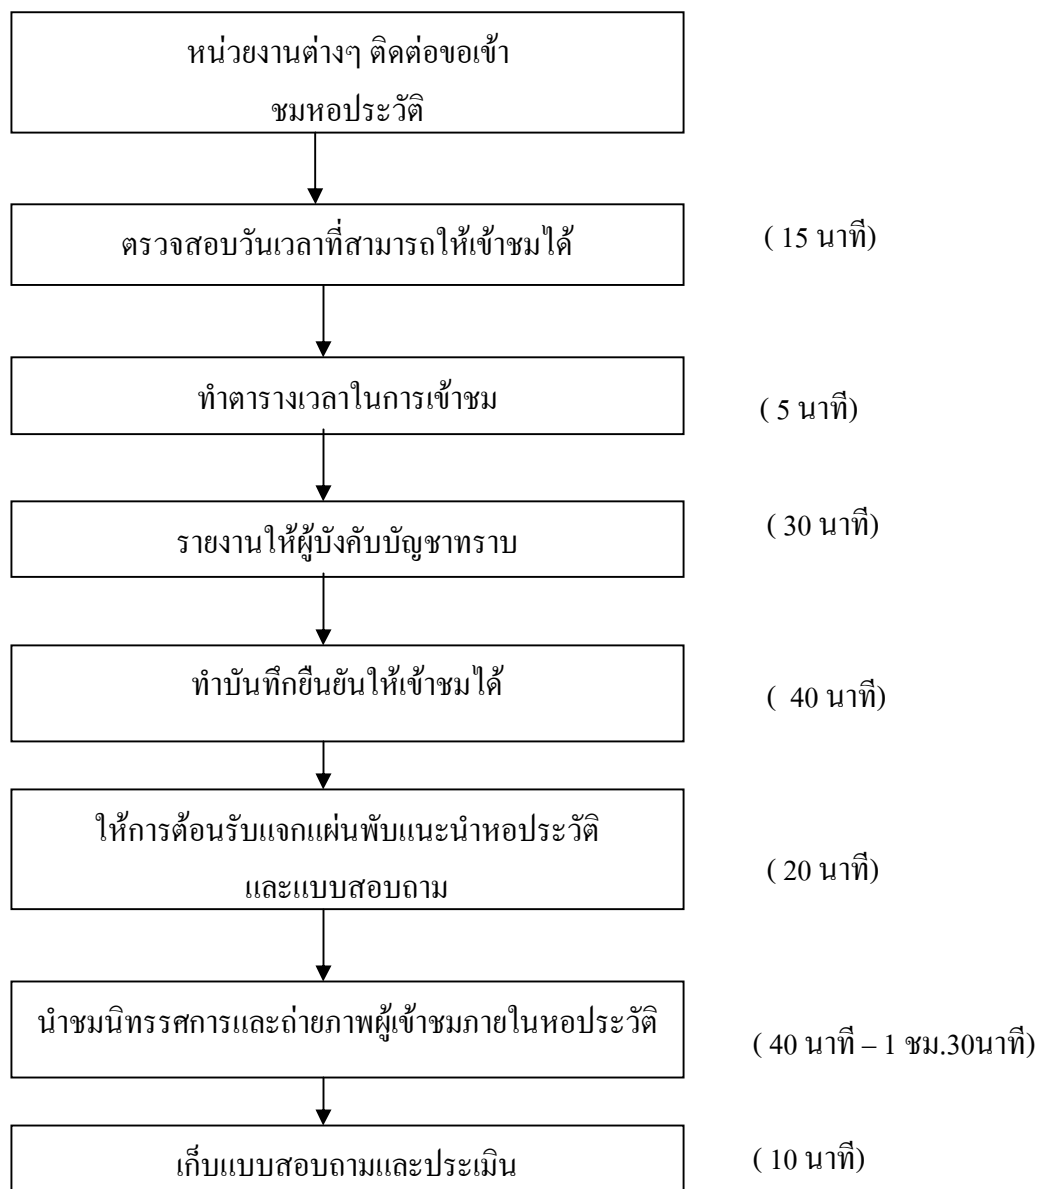 หน่วยงานต่างๆ ติดต่อขอเข้า
ชมหอประวัติ
ตรวจสอบวันเวลาที่สามารถให้เข้าชมได้
( 15 นาที)
ทำตารางเวลาในการเข้าชม
( 5 นาที)
รายงานให้ผู้บังคับบัญชาทราบ
( 30 นาที)
ทำบันทึกยืนยันให้เข้าชมได้
( 40 นาที)
ให้การต้อนรับแจกแผ่นพับแนะนำหอประวัติ
และแบบสอบถาม
( 20 นาที)
นำชมนิทรรศการและถ่ายภาพผู้เข้าชมภายในหอประวัติ
( 40 นาที – 1 ชม.30นาที)
เก็บแบบสอบถามและประเมิน
( 10 นาที)